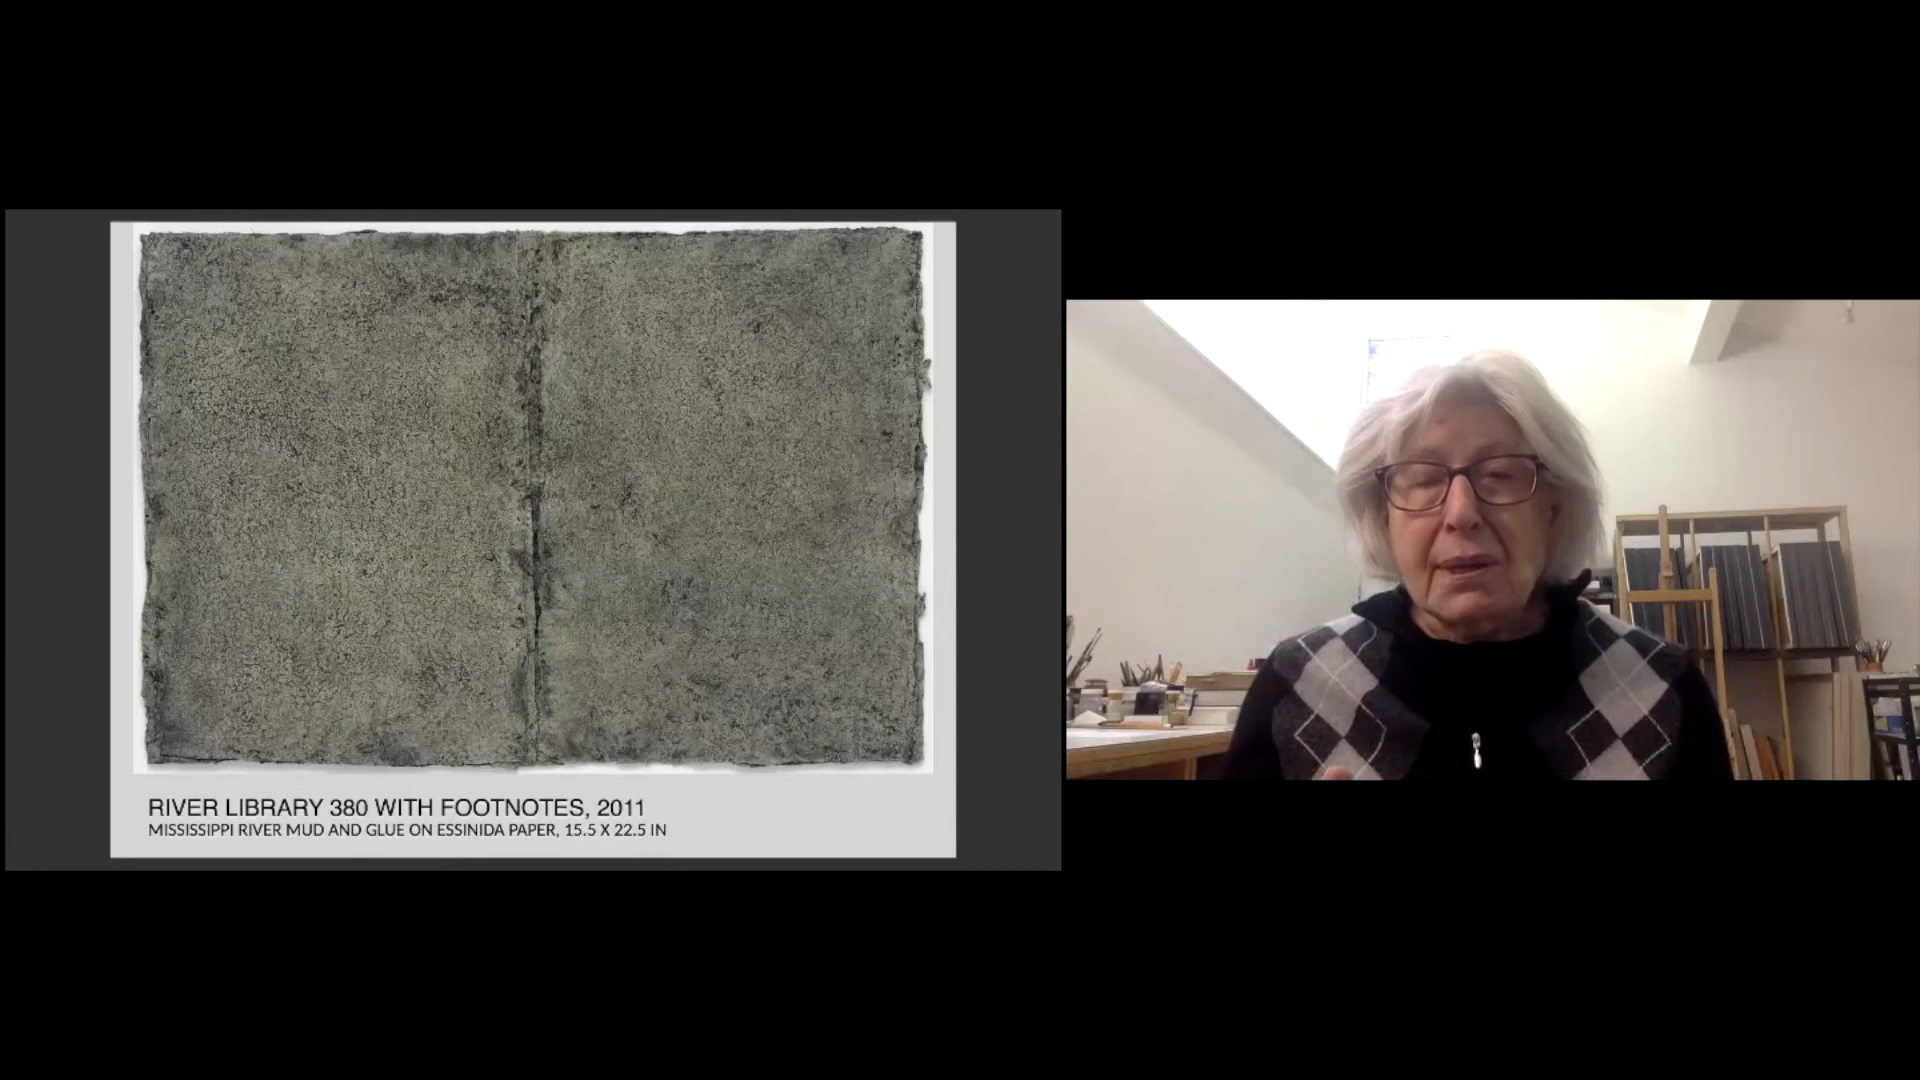 RIVER LIBRARY 380 WITH FOOTNOTES, 2011
MISSISSIPPI RIVER MUD AND GLUE ON ESSINIDA PAPER, 15.5 X 22.5 IN